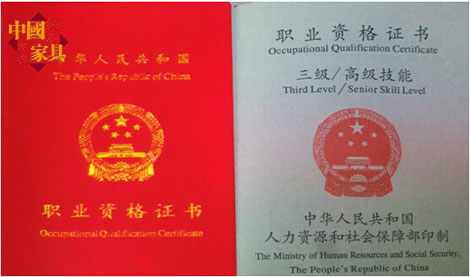 中國
家具
中华人民共和国
The People's Republic of China
职业资格证书
Occupational Qualification Certificate
职业资格证书
Occupational Qualification Certificate
三级/高级技能
Third Level/Senior Skill Level
中华人民共和国
人力资源和社会保障部印制
The Ministry of Human Resources and Social Security,
The People's Republic of China